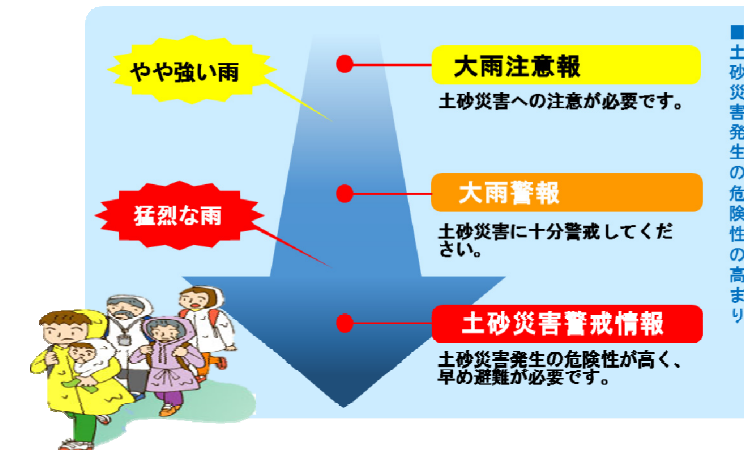 やや強い雨
大雨注意報
土砂災害への注意が必要です。
猛烈な雨
大雨警報
土砂災害に十分警戒してくだ
さい。
土砂災害警戒情報
土砂災害発生の危険性が高く、
早め避難が必要です。
■土砂災害発生の危険性の高まり